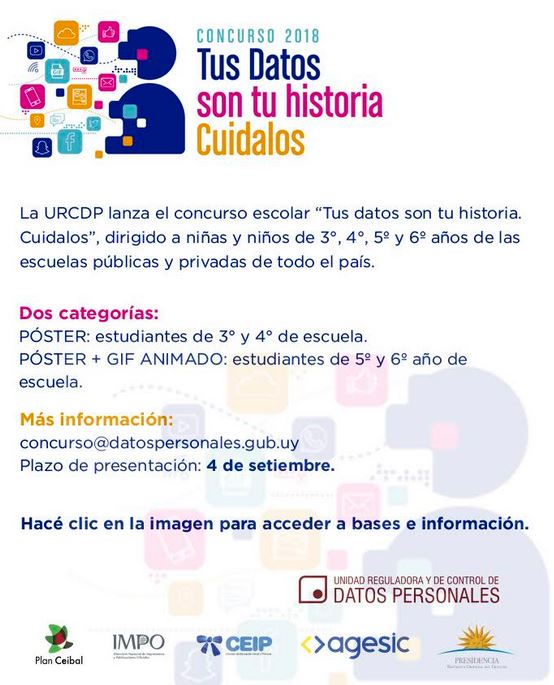 CONCURSO 2018
Tus Datos
son tu historia
Cuidalos
GIF
La URCDP lanza el concurso escolar “Tus datos son tu historia.
Cuidalos”, dirigido a niñas y niños de 3°, 4°, 5º y 6º años de las
escuelas públicas y privadas de todo el país.
Dos categorías:
PÓSTER: estudiantes de 3° y 4° de escuela.
PÓSTER + GIF ANIMADO: estudiantes de 5º y 6º año de
escuela.
Más información:
concurso@datospersonales.gub.uy
Plazo de presentación: 4 de setiembre.
Hacé clic en la imagen para acceder a bases e información.
UNIDAD REGULADORA Y DE CONTROL DE
DATOS PERSONALES
Plan Ceibal
IMPO
CEIP
agesic
PRESIDENCIA